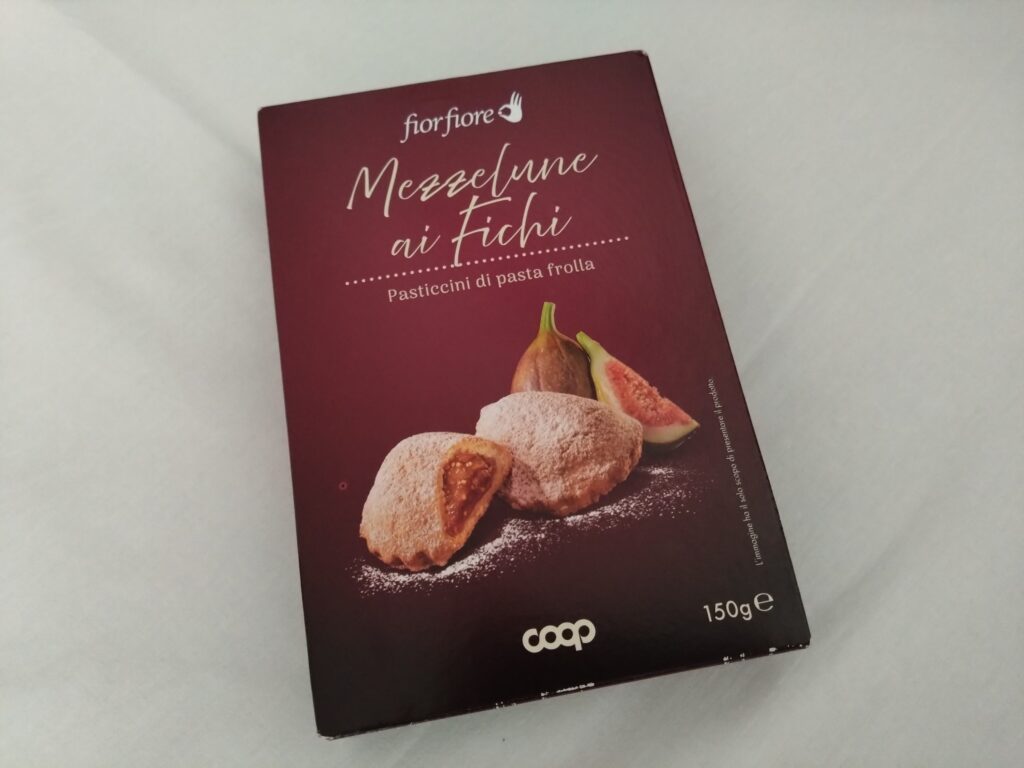 fiorfiore
Mezzelune
ai Fichi
Pasticcini di pasta frolla
L'immagine ha il solo scopo di presentare il prodotto.
coop
150g ℮